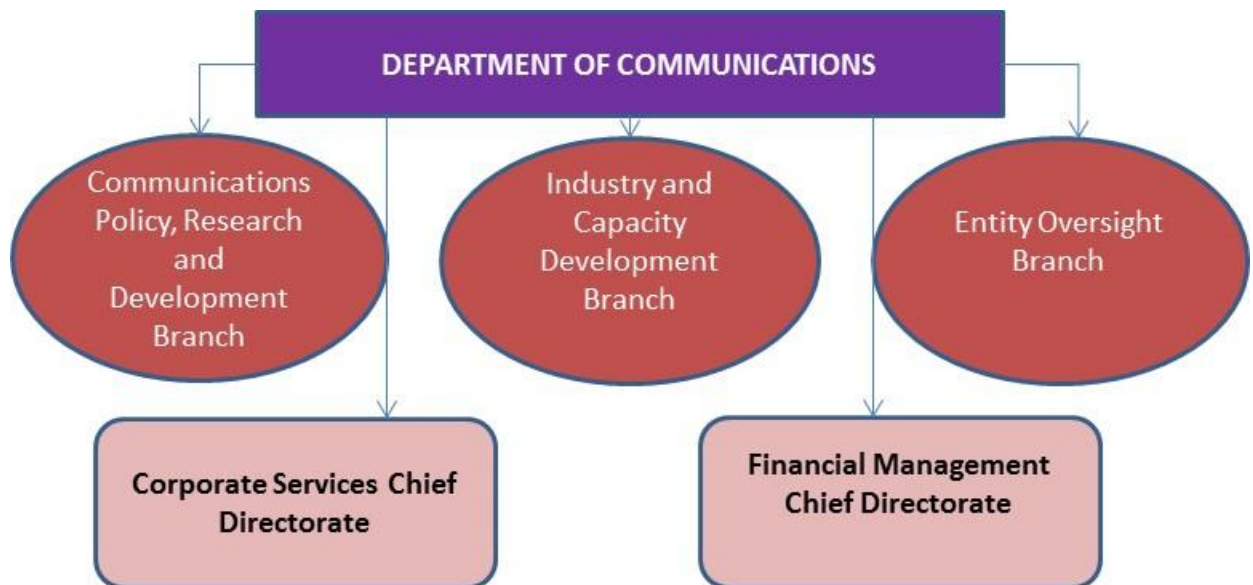 DEPARTMENT OF COMMUNICATIONS
Communications
Policy, Research
and
Development
Branch
Industry and
Capacity
Development
Branch
Entity Oversight
Branch
Corporate Services Chief
Directorate
Financial Management
Chief Directorate